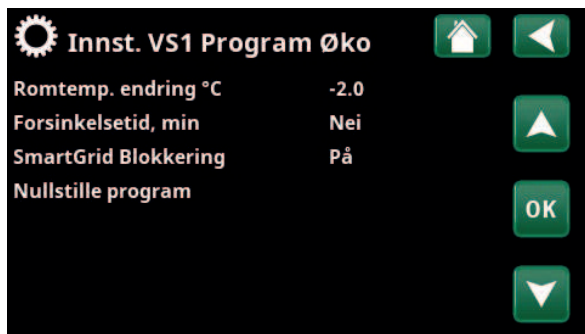 Innst. VS1 Program Øko
Romtemp. endring °C -2.0
Forsinkelsetid, min Nei
SmartGrid Blokkering På
Nullstille program
OK